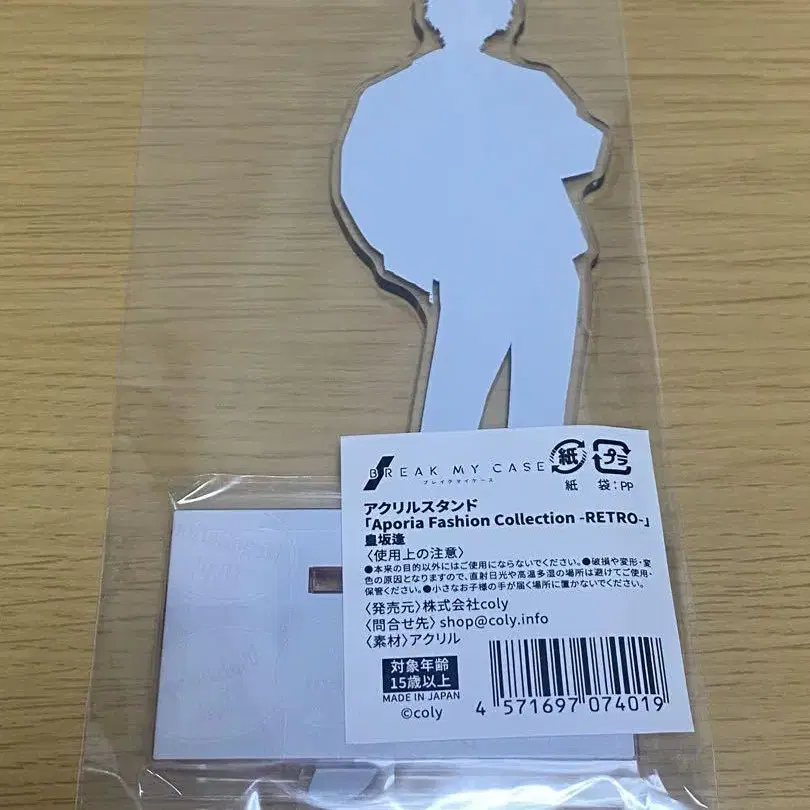 BREAK MY CASE
ブレイクマイケース
紙 プラ
紙 袋:PP
アクリルスタンド
「Aporia Fashion Collection -RETRO-」
皇坂逢
〈使用上の注意〉
●本来の目的以外にはご使用にならないでください。●破損や変形・変
色の原因となりますので、直射日光や高温多湿の場所は避けてご使用・
保管ください。●小さなお子様の手が届く場所に置かないでください。
〈発売元〉株式会社coly
〈問合せ先〉shop@coly.info
〈素材〉アクリル
対象年齢
15歳以上
MADE IN JAPAN
©coly
4 571697 074019